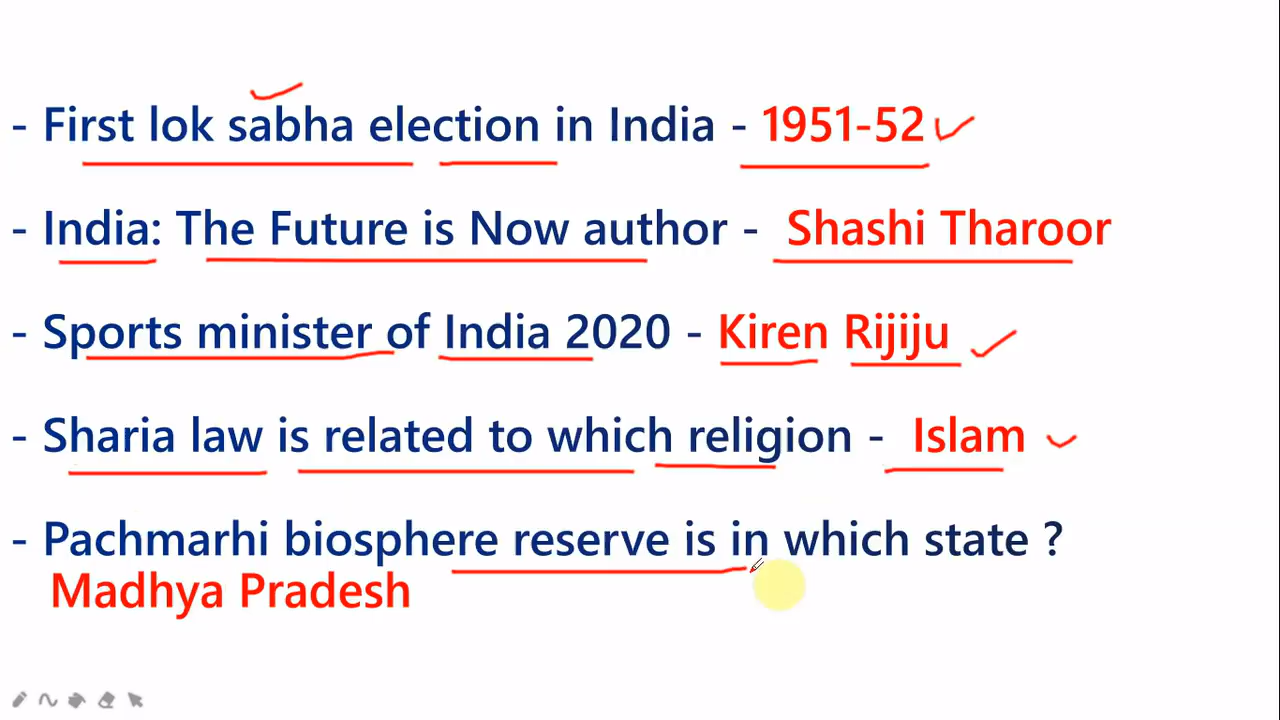 - First lok sabha election in India - 1951-52
- India: The Future is Now author - Shashi Tharoor
- Sports minister of India 2020 - Kiren Rijiju
- Sharia law is related to which religion - Islam
- Pachmarhi biosphere reserve is in which state ?
Madhya Pradesh